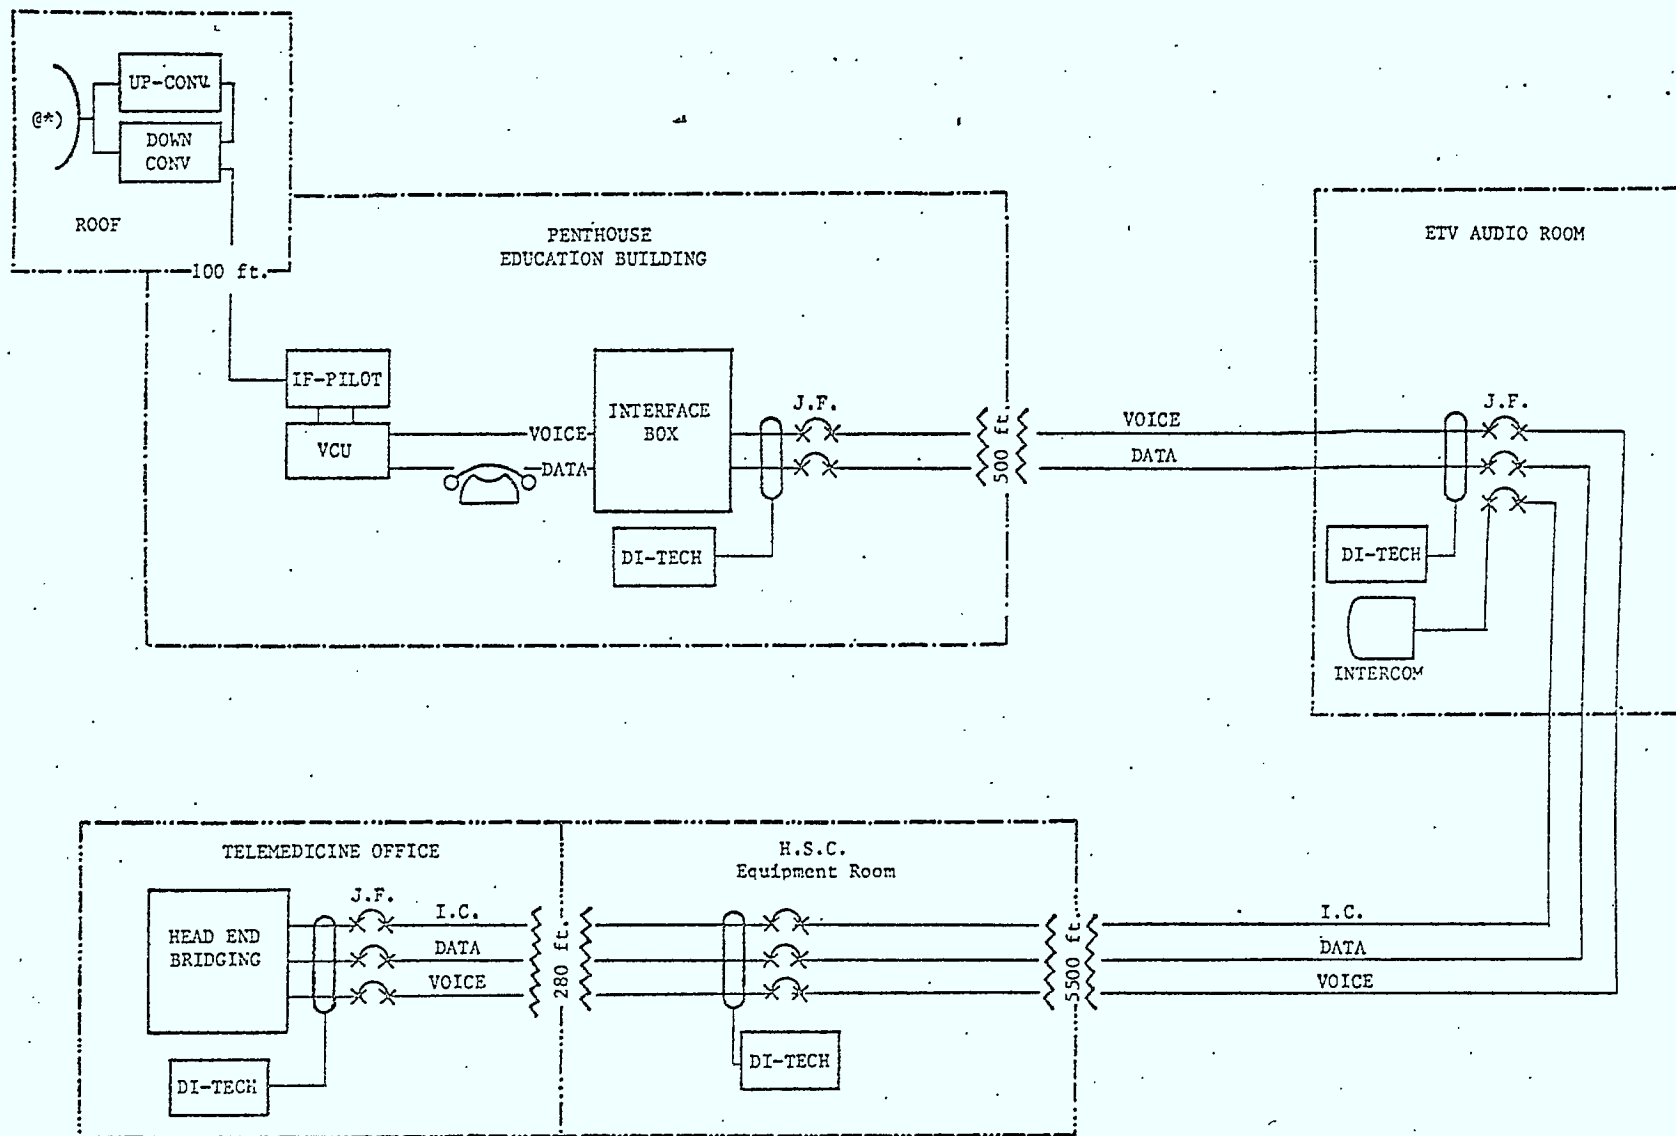 UP-CONV.
@*)
DOWN
CONV
ROOF
100 ft.
PENTHOUSE
EDUCATION BUILDING
ETV AUDIO ROOM
IF-PILOT
VCU
VOICE
DATA
INTERFACE
BOX
J.F.
DI-TECH
500 ft.
VOICE
DATA
J.F.
DI-TECH
INTERCOM
TELEMEDICINE OFFICE
HEAD END
BRIDGING
J.F.
I.C.
DATA
VOICE
DI-TECH
280 ft.
H.S.C.
Equipment Room
DI-TECH
5500 ft.
I.C.
DATA
VOICE